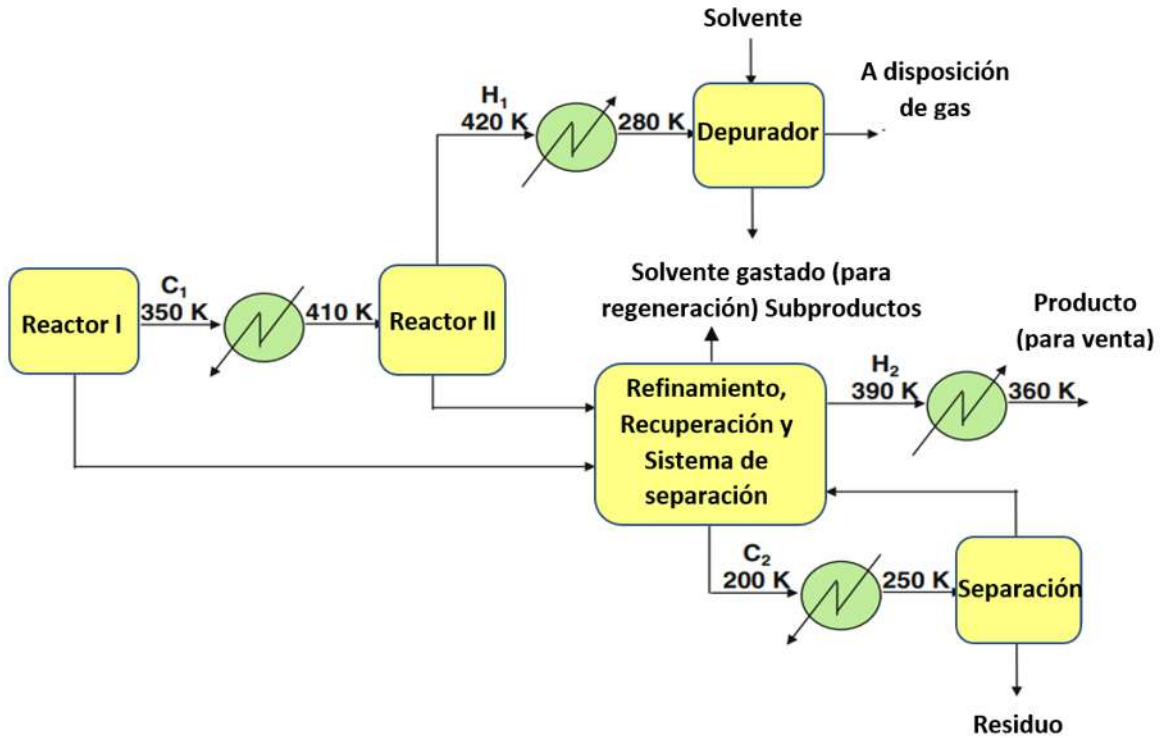 Solvente
A disposición
de gas
H₁
420 K
280 K
Depurador
Solvente gastado (para
regeneración) Subproductos
Reactor I
C₁
350 K
410 K
Reactor II
Producto
(para venta)
Refinamiento,
Recuperación y
Sistema de
separación
H₂
390 K
360 K
C₂
200 K
250 K
Separación
Residuo